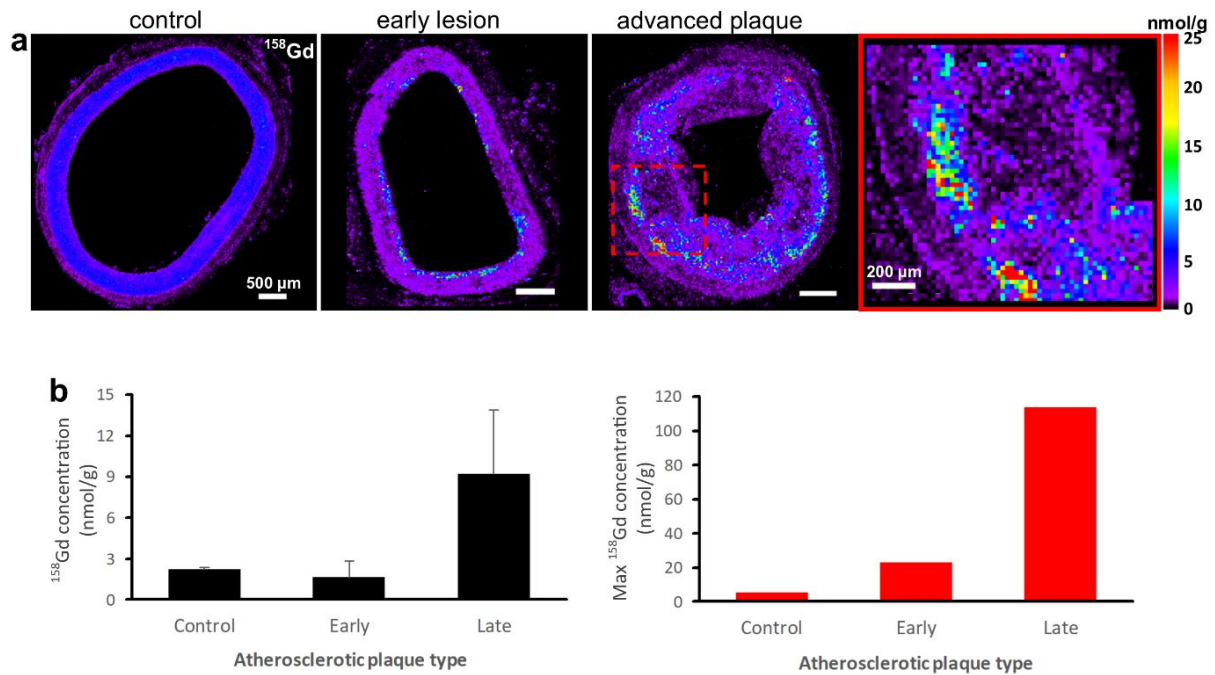 control early lesion advanced plaque nmol/g
a
¹⁵⁸Gd
25
20
15
10
5
0
500 µm
200 µm
b
¹⁵⁸Gd concentration
(nmol/g)
15
12
9
6
3
0
Control Early Late
Atherosclerotic plaque type
Max ¹⁵⁸Gd concentration
(nmol/g)
120
100
80
60
40
20
0
Control Early Late
Atherosclerotic plaque type